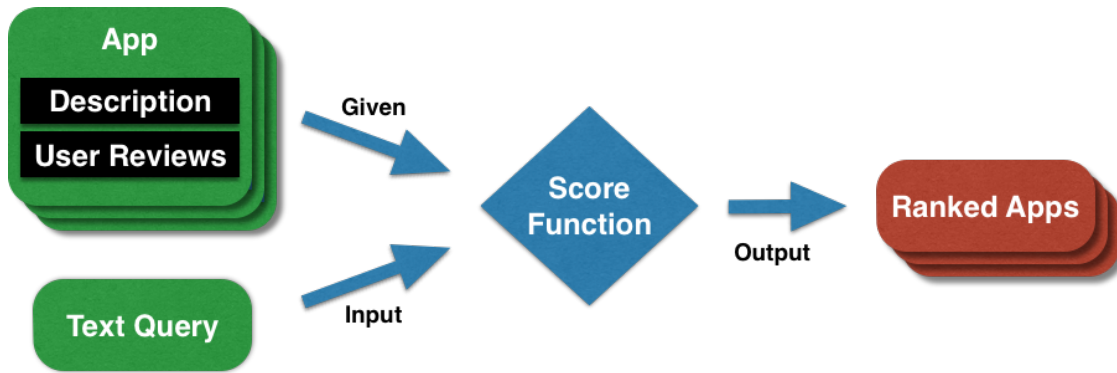 App
Description
User Reviews
Given
Score
Function
Ranked Apps
Output
Text Query
Input